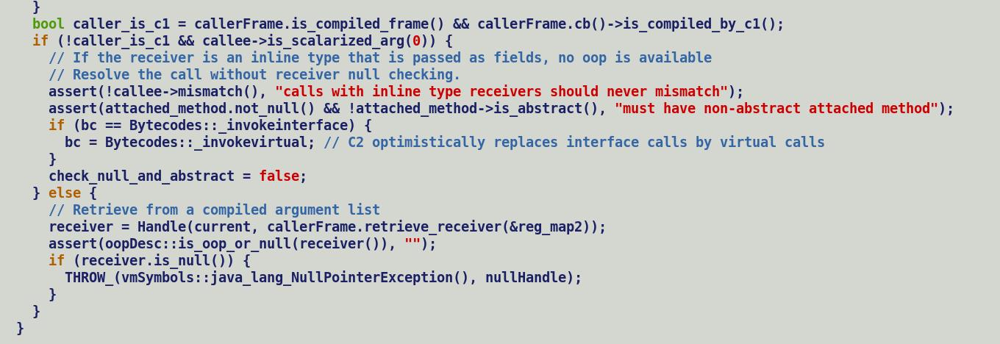 }
bool caller_is_c1 = callerFrame.is_compiled_frame() && callerFrame.cb()->is_compiled_by_c1();
if (!caller_is_c1 && callee->is_scalarized_arg(0)) {
// If the receiver is an inline type that is passed as fields, no oop is available
// Resolve the call without receiver null checking.
assert(!callee->mismatch(), "calls with inline type receivers should never mismatch");
assert(attached_method.not_null() && !attached_method->is_abstract(), "must have non-abstract attached method");
if (bc == Bytecodes::_invokeinterface) {
bc = Bytecodes::_invokevirtual; // C2 optimistically replaces interface calls by virtual calls
}
check_null_and_abstract = false;
} else {
// Retrieve from a compiled argument list
receiver = Handle(current, callerFrame.retrieve_receiver(&reg_map2));
assert(oopDesc::is_oop_or_null(receiver()), "");
if (receiver.is_null()) {
THROW_(vmSymbols::java_lang_NullPointerException(), nullHandle);
}
}
}